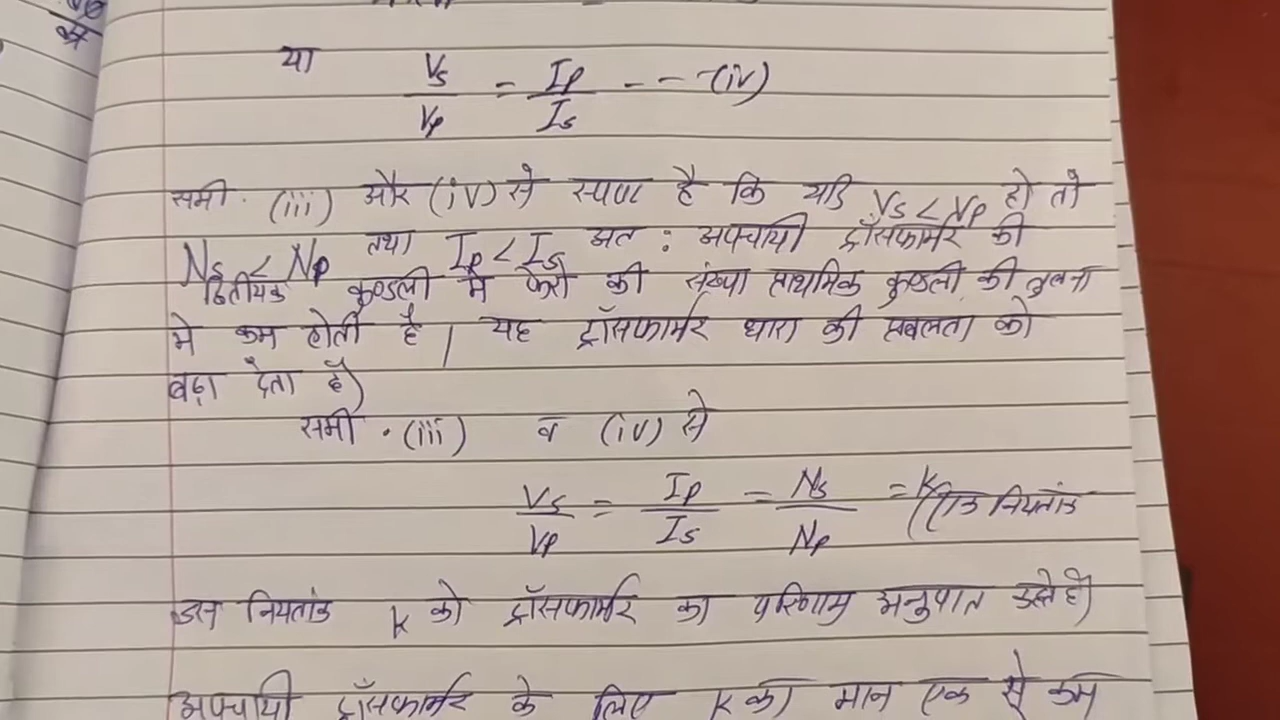 या Vs/Vp = Ip/Is - - - (iv)
समी. (iii) और (iv) से स्पष्ट है कि यदि Vs < Vp हो तो
Ns < Np तथा Ip < Is अत : अपचायी ट्रॉसफार्मर की
द्वितीयक कुण्डली मे फेरो की संख्या प्राथमिक कुण्डली की तुलना
मे कम होती है | यह ट्रॉसफार्मर धारा की प्रबलता को
बढ़ा देता है)
समी . (iii) व (iv) से
Vs/Vp = Ip/Is = Ns/Np = K (एक नियतांक
इस नियतांक K को ट्रॉसफार्मर का परिणाम अनुपात कहते है)
अपचायी ट्रॉसफार्मर के लिए K का मान एक से कम